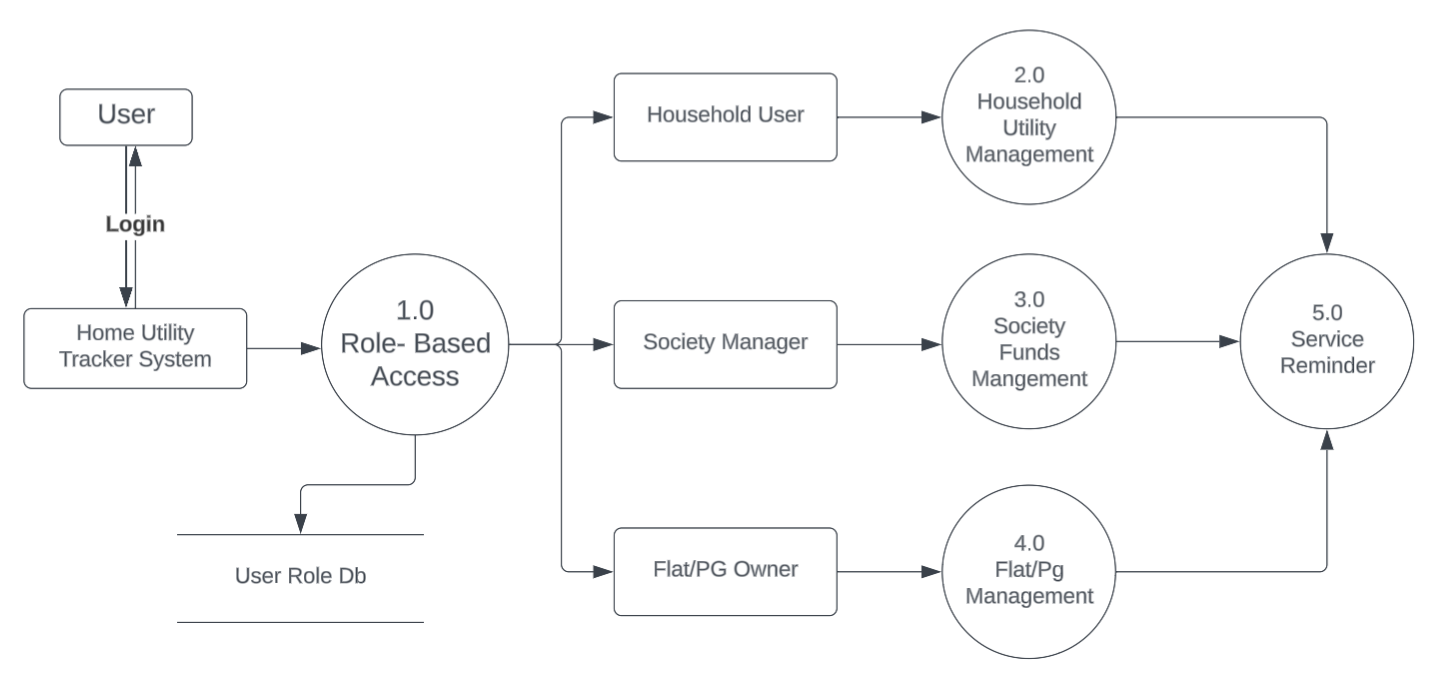 User
Login
Home Utility
Tracker System
1.0
Role- Based
Access
User Role Db
Household User
Society Manager
Flat/PG Owner
2.0
Household
Utility
Management
3.0
Society
Funds
Mangement
4.0
Flat/Pg
Management
5.0
Service
Reminder